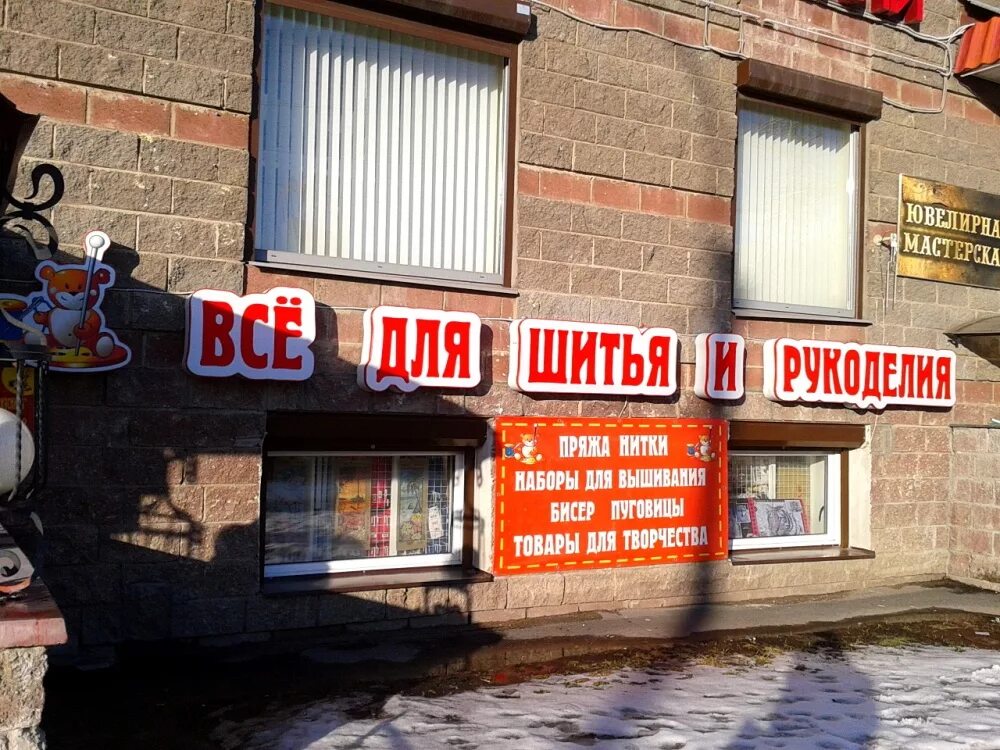 ВСЁ ДЛЯ ШИТЬЯ И РУКОДЕЛИЯ
ПРЯЖА НИТКИ
НАБОРЫ ДЛЯ ВЫШИВАНИЯ
БИСЕР ПУГОВИЦЫ
ТОВАРЫ ДЛЯ ТВОРЧЕСТВА
ЮВЕЛИРНА
МАСТЕРСКА